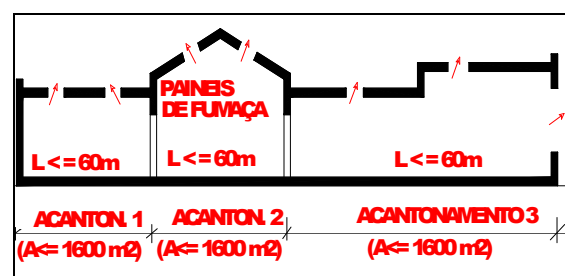 PAINEIS
DE FUMAÇA
L <= 60m
L <= 60m
L <= 60m
ACANTON. 1
ACANTON. 2
ACANTONAMENTO 3
(A<= 1600 m2)
(A<= 1600 m2)
(A<= 1600 m2)